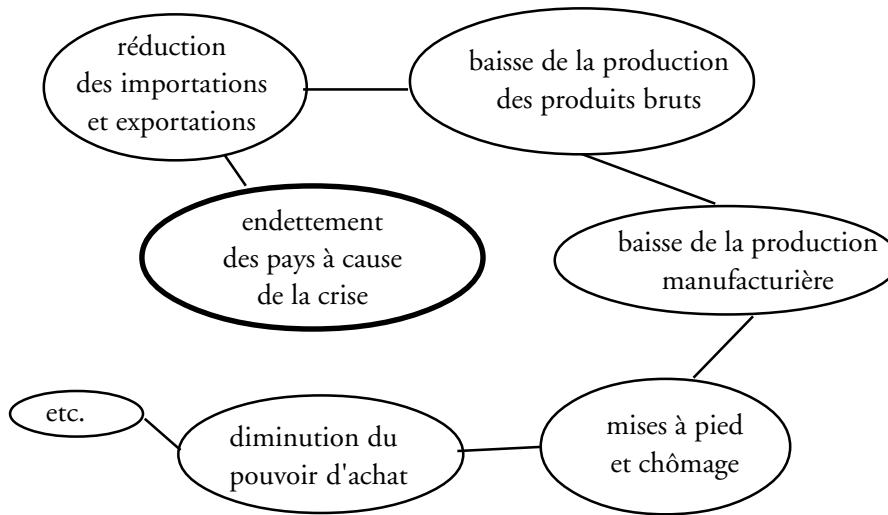 réduction
des importations
et exportations
baisse de la production
des produits bruts
endettement
des pays à cause
de la crise
baisse de la production
manufacturière
etc.
diminution du
pouvoir d'achat
mises à pied
et chômage